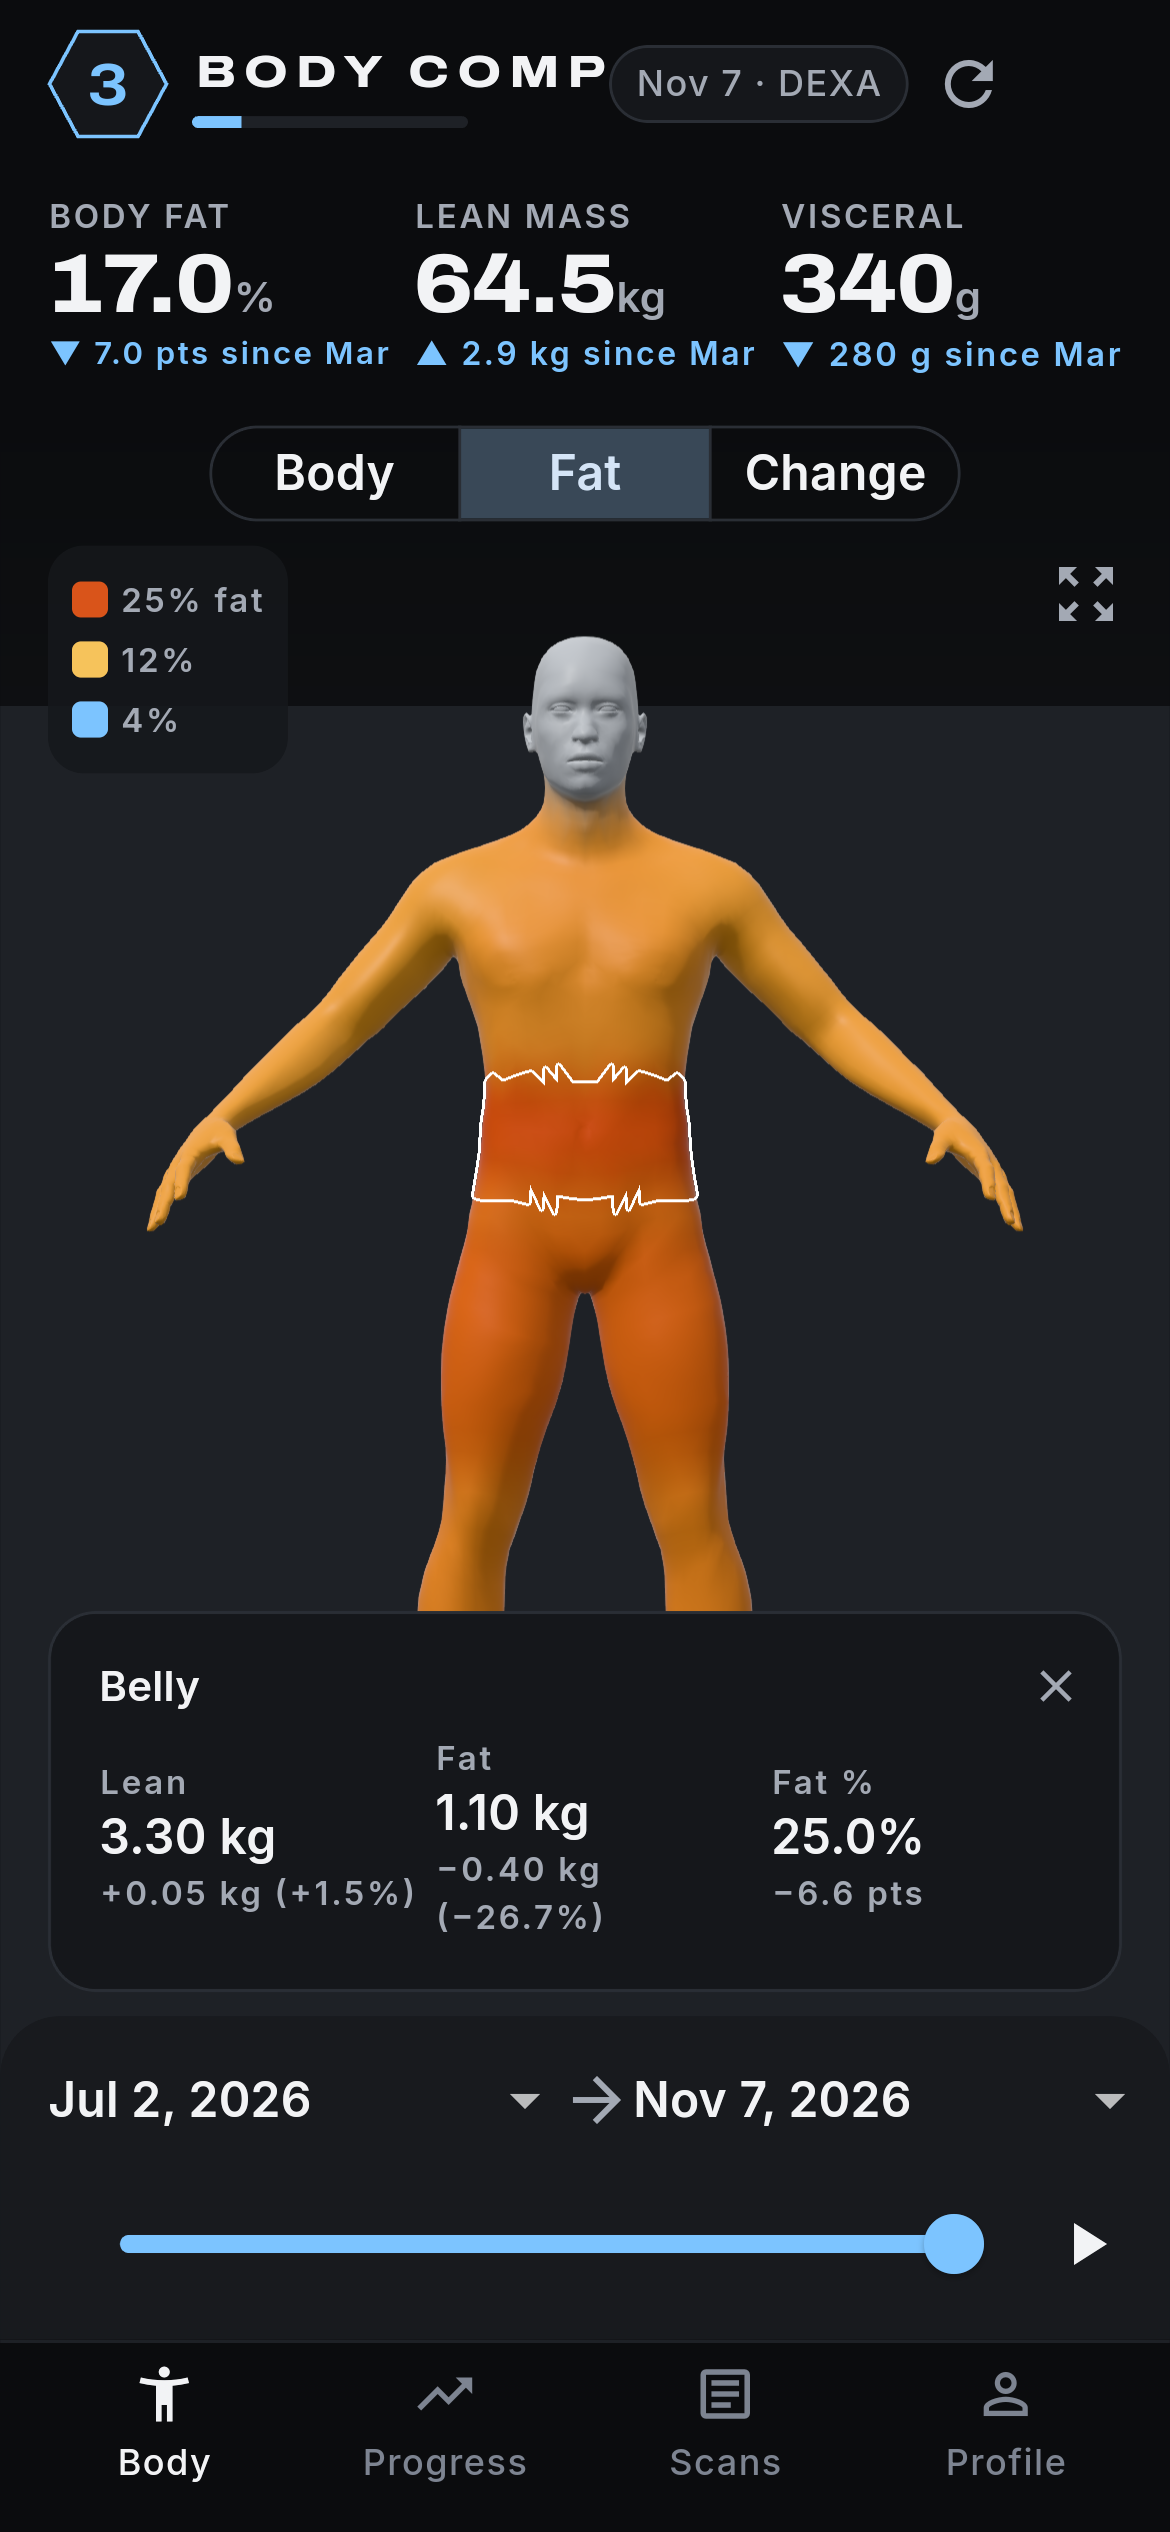 3
BODY COMP
Nov 7 · DEXA
BODY FAT
17.0%
▼ 7.0 pts since Mar
LEAN MASS
64.5kg
▲ 2.9 kg since Mar
VISCERAL
340g
▼ 280 g since Mar
Body
Fat
Change
25% fat
12%
4%
Belly
Lean
3.30 kg
+0.05 kg (+1.5%)
Fat
1.10 kg
−0.40 kg
(−26.7%)
Fat %
25.0%
−6.6 pts
Jul 2, 2026
Nov 7, 2026
Body
Progress
Scans
Profile